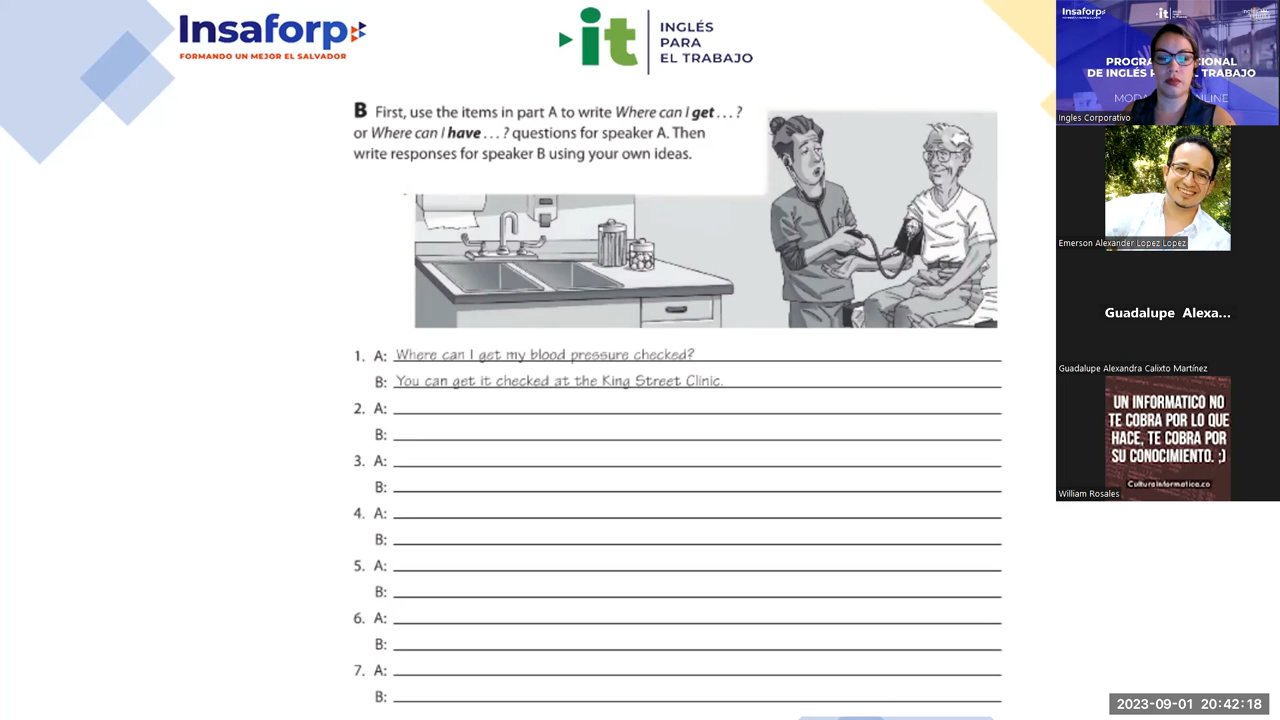 Insaforp
FORMANDO UN MEJOR EL SALVADOR
it
INGLÉS
PARA
EL TRABAJO
B First, use the items in part A to write Where can I get . . . ?
or Where can I have . . . ? questions for speaker A. Then
write responses for speaker B using your own ideas.
1. A: Where can I get my blood pressure checked?
B: You can get it checked at the King Street Clinic.
2. A:
B:
3. A:
B:
4. A:
B:
5. A:
B:
6. A:
B:
7. A:
B:
Insaforp
it
Ingles Corporativo
Emerson Alexander Lopez Lopez
Guadalupe Alexa...
Guadalupe Alexandra Calixto Martínez
UN INFORMATICO NO
TE COBRA POR LO QUE
HACE, TE COBRA POR
SU CONOCIMIENTO. ;)
CulturaInformatica.co
William Rosales
2023-09-01 20:42:18